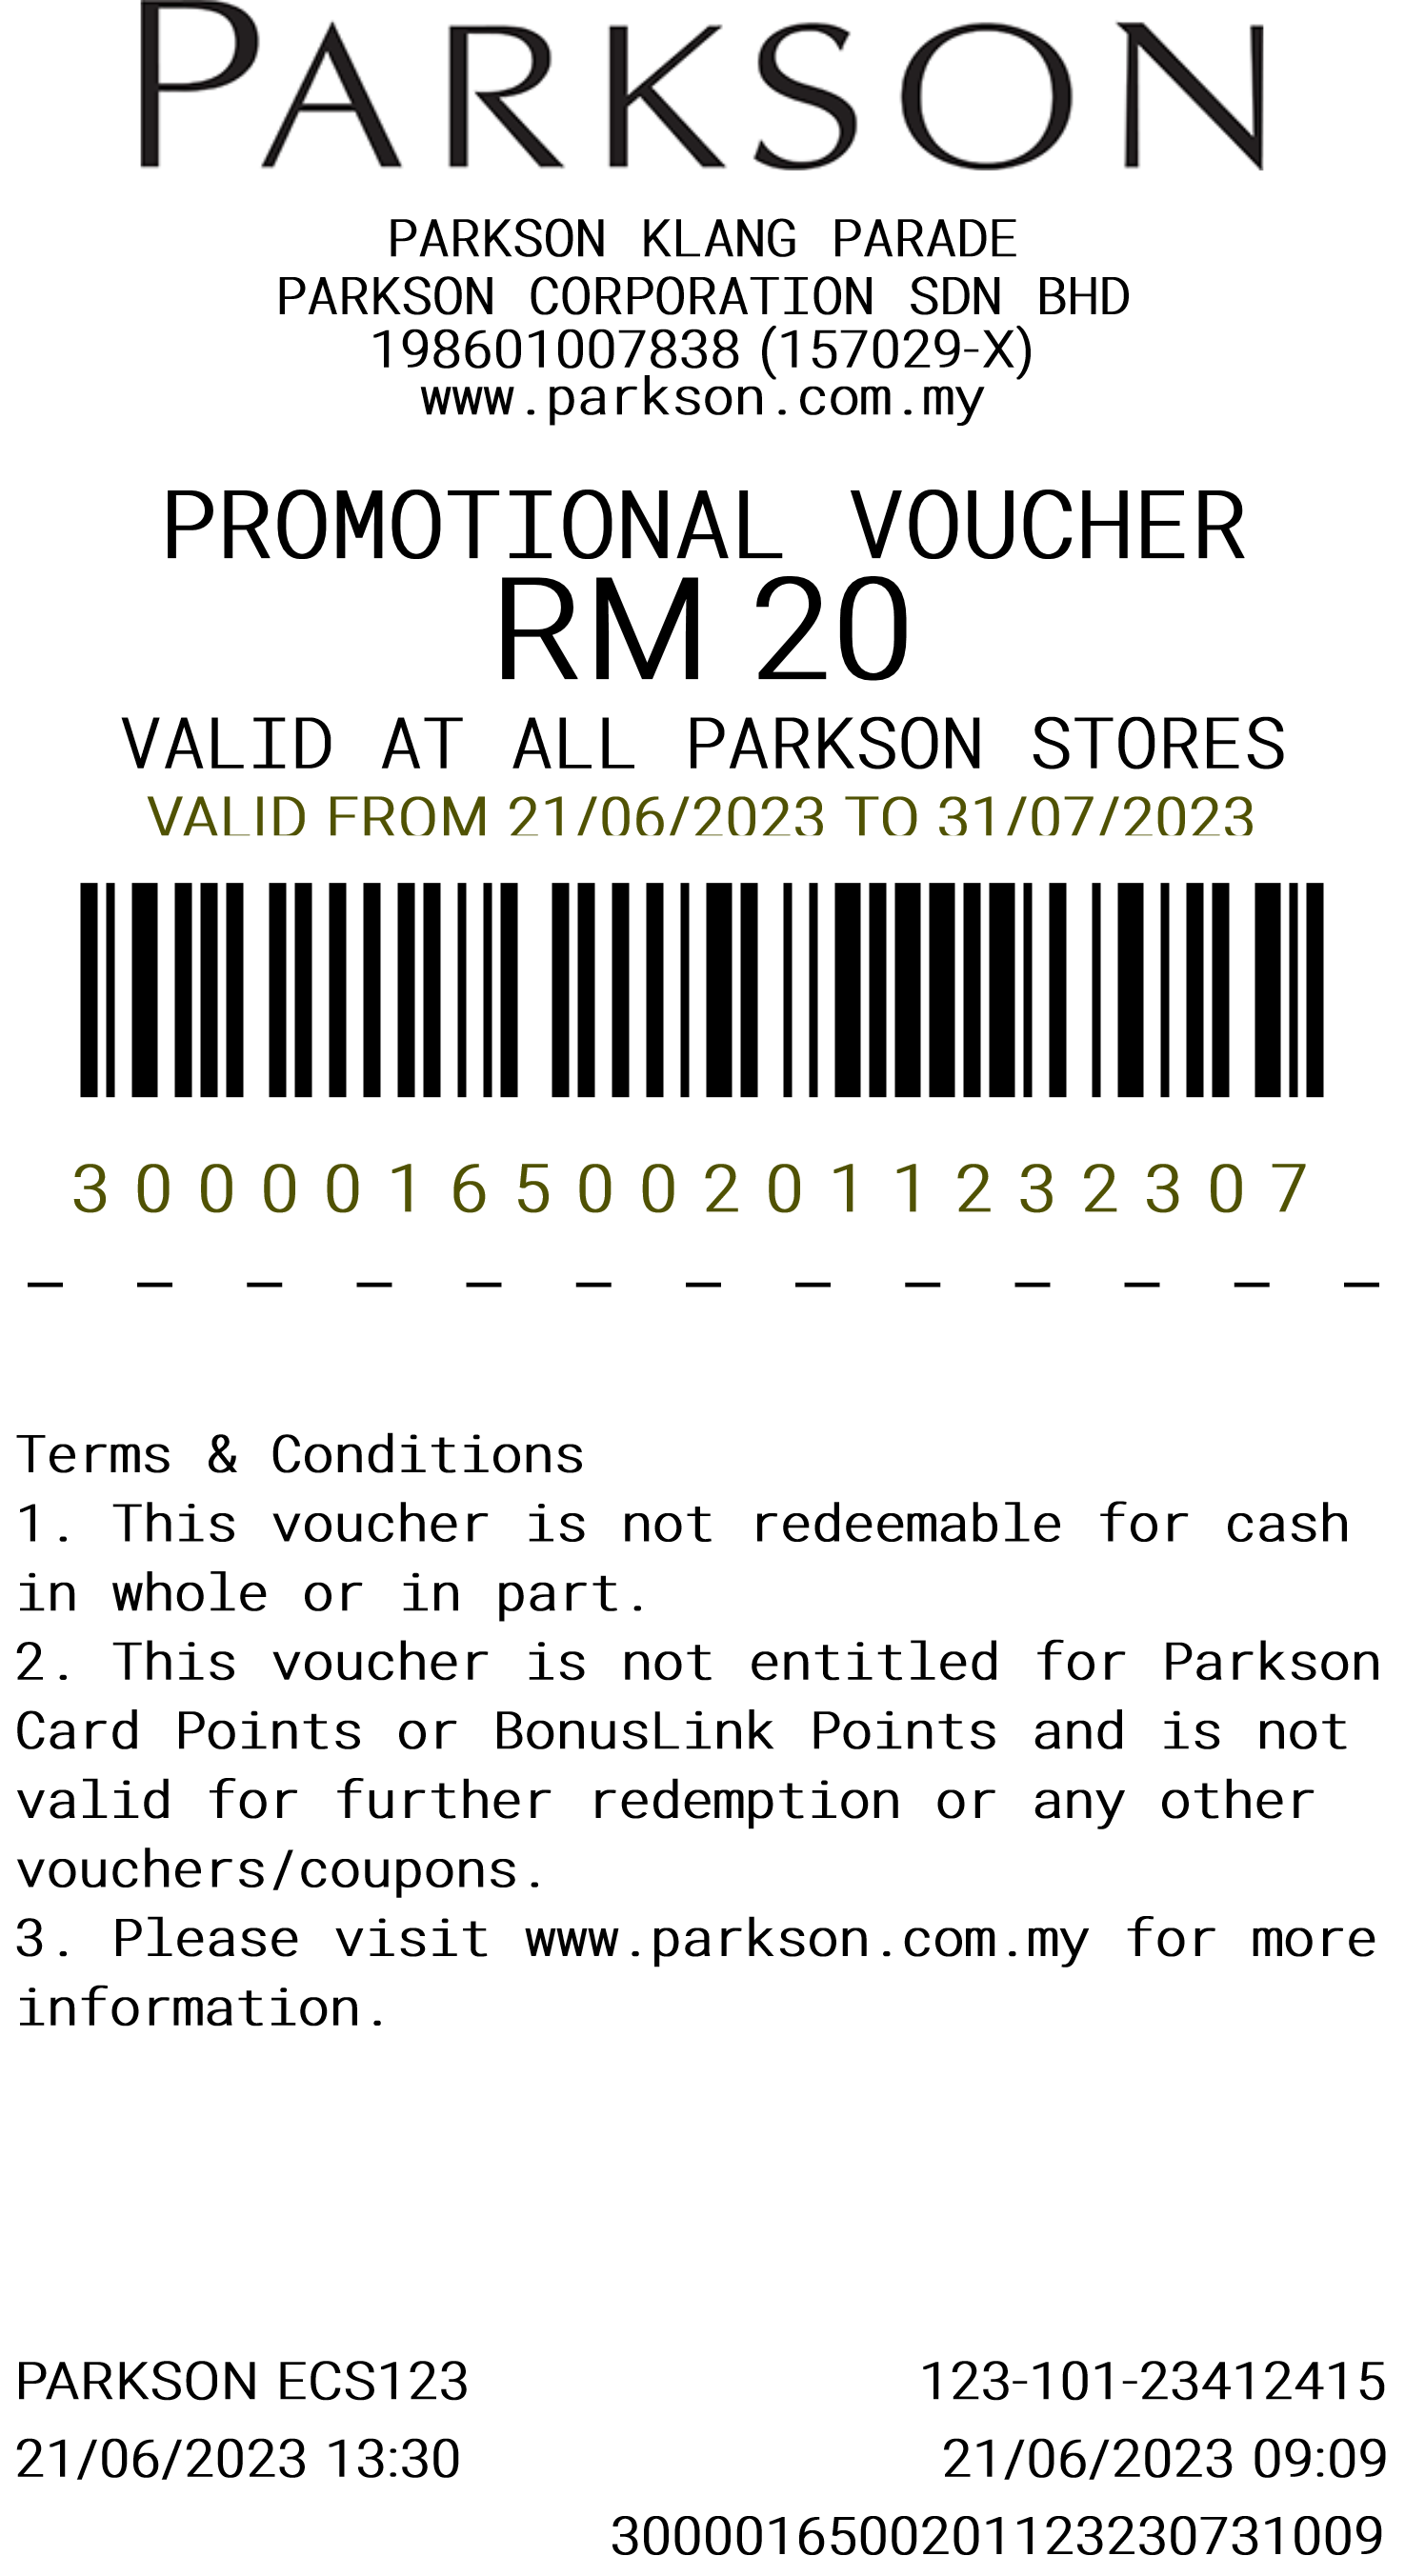 PARKSON
PARKSON KLANG PARADE
PARKSON CORPORATION SDN BHD
198601007838 (157029-X)
www.parkson.com.my
PROMOTIONAL VOUCHER
RM 20
VALID AT ALL PARKSON STORES
VALID FROM 21/06/2023 TO 31/07/2023
3 0 0 0 0 1 6 5 0 0 2 0 1 1 2 3 2 3 0 7
- - - - - - - - - - - - -
Terms & Conditions
1. This voucher is not redeemable for cash
in whole or in part.
2. This voucher is not entitled for Parkson
Card Points or BonusLink Points and is not
valid for further redemption or any other
vouchers/coupons.
3. Please visit www.parkson.com.my for more
information.
PARKSON ECS123 123-101-23412415
21/06/2023 13:30 21/06/2023 09:09
3000016500201123230731009